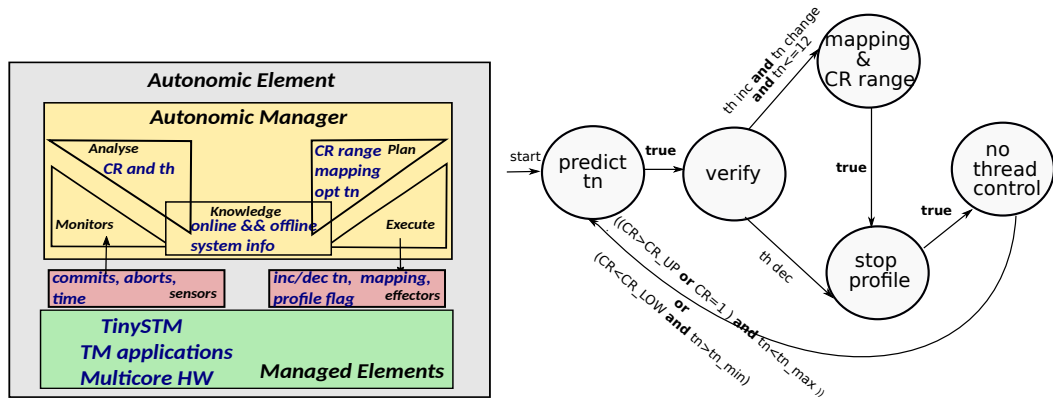 Autonomic Element
Autonomic Manager
Analyse
CR and th
CR range
Plan
mapping
opt tn
Knowledge
online && offline
system info
Monitors
Execute
commits, aborts,
time
sensors
inc/dec tn, mapping,
profile flag
effectors
TinySTM
TM applications
Multicore HW
Managed Elements
start
predict
tn
true
verify
th inc and tn change
and tn<=12
mapping
&
CR range
true
th dec
stop
profile
true
no
thread
control
((CR>CR_UP or CR=1 ) and tn<tn_max ))
or
(CR<CR_LOW and tn>tn_min)